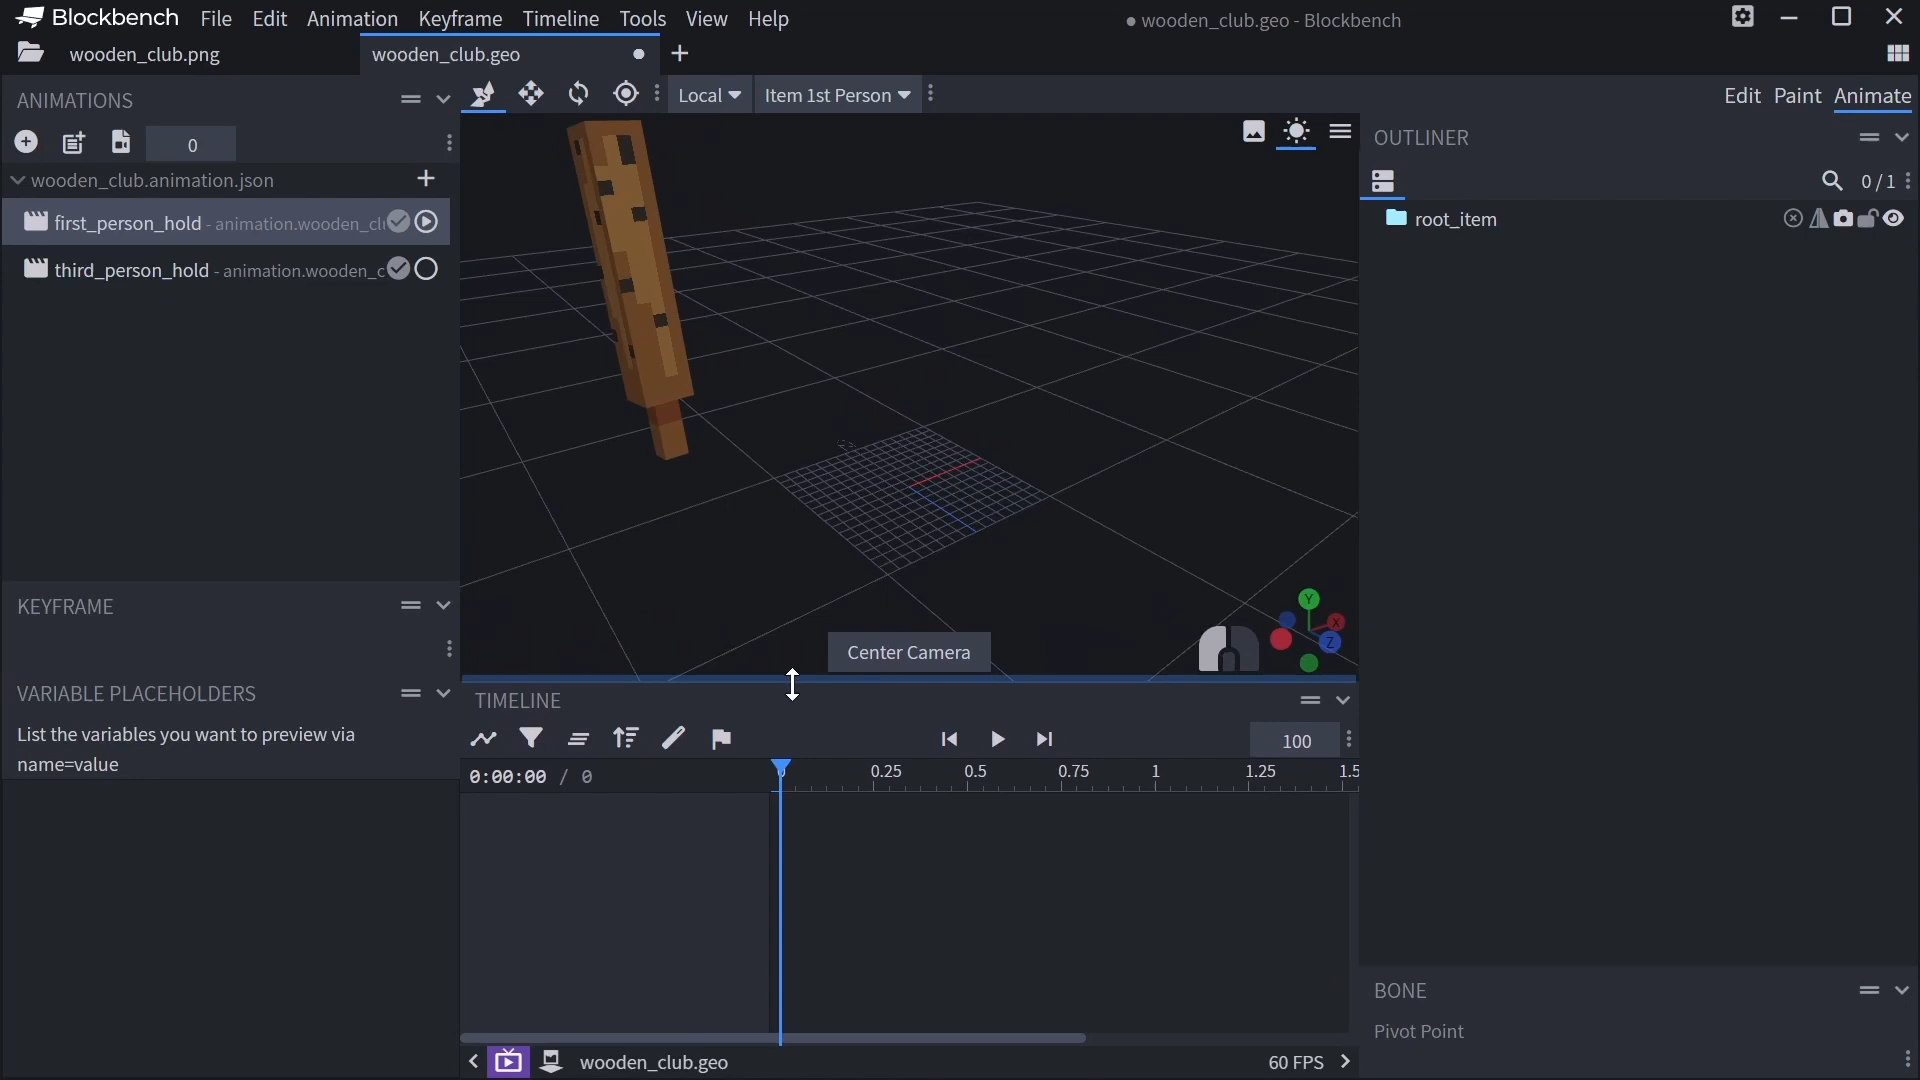 Blockbench File Edit Animation Keyframe Timeline Tools View Help
● wooden_club.geo - Blockbench
wooden_club.png
wooden_club.geo
ANIMATIONS
Local
Item 1st Person
Edit Paint Animate
0
OUTLINER
wooden_club.animation.json
0 / 1
first_person_hold - animation.wooden_clu
root_item
third_person_hold - animation.wooden_c
KEYFRAME
Y
X
Z
Center Camera
VARIABLE PLACEHOLDERS
List the variables you want to preview via
name=value
TIMELINE
100
0:00:00 / 0
0 0.25 0.5 0.75 1 1.25 1.5
BONE
Pivot Point
wooden_club.geo
60 FPS